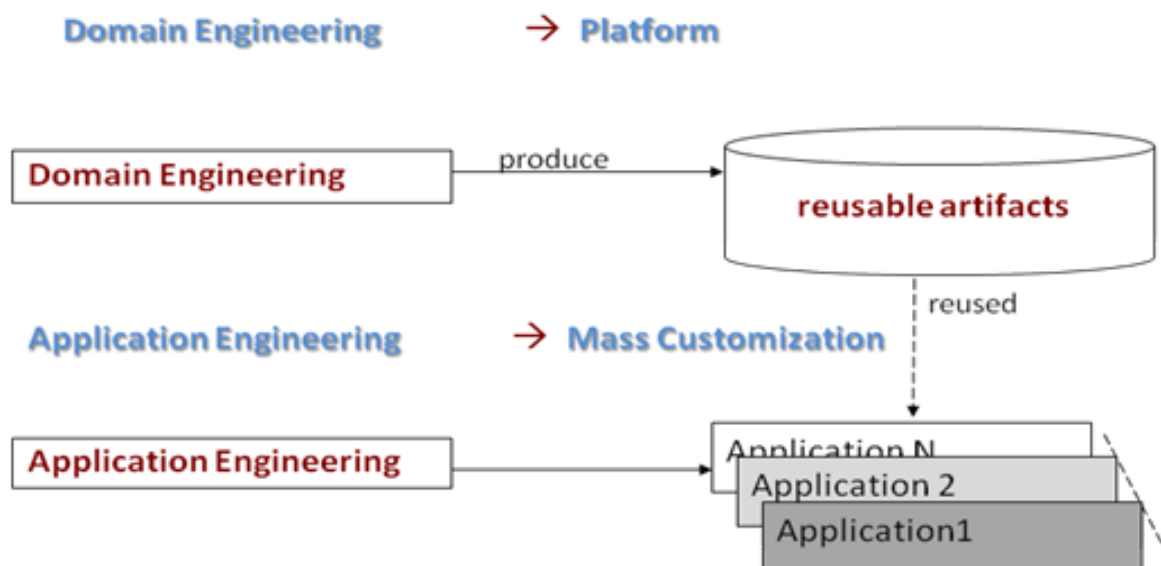 Domain Engineering → Platform
Domain Engineering
produce
reusable artifacts
reused
Application Engineering → Mass Customization
Application Engineering
Application N
Application 2
Application1